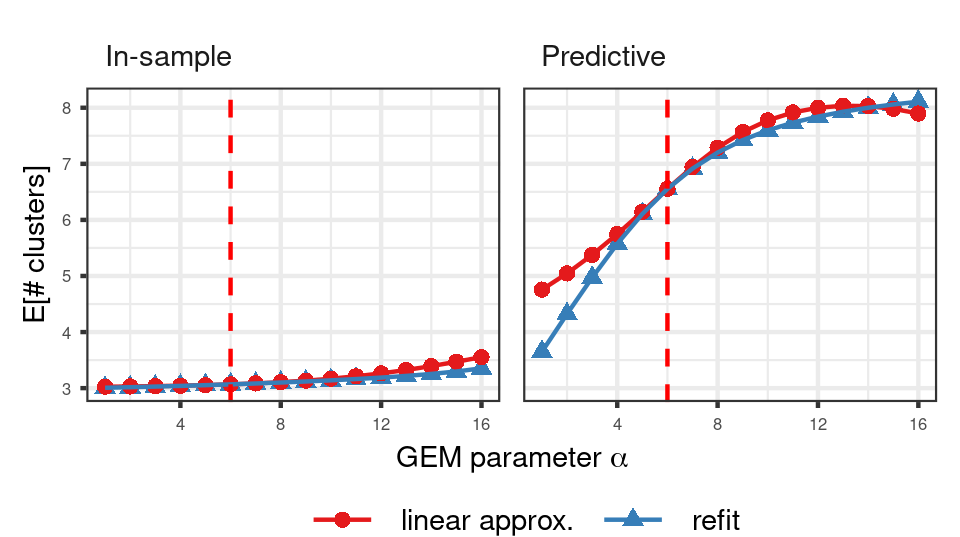 In-sample
Predictive
E[# clusters]
8
7
6
5
4
3
4 8 12 16
4 8 12 16
GEM parameter α
linear approx.
refit